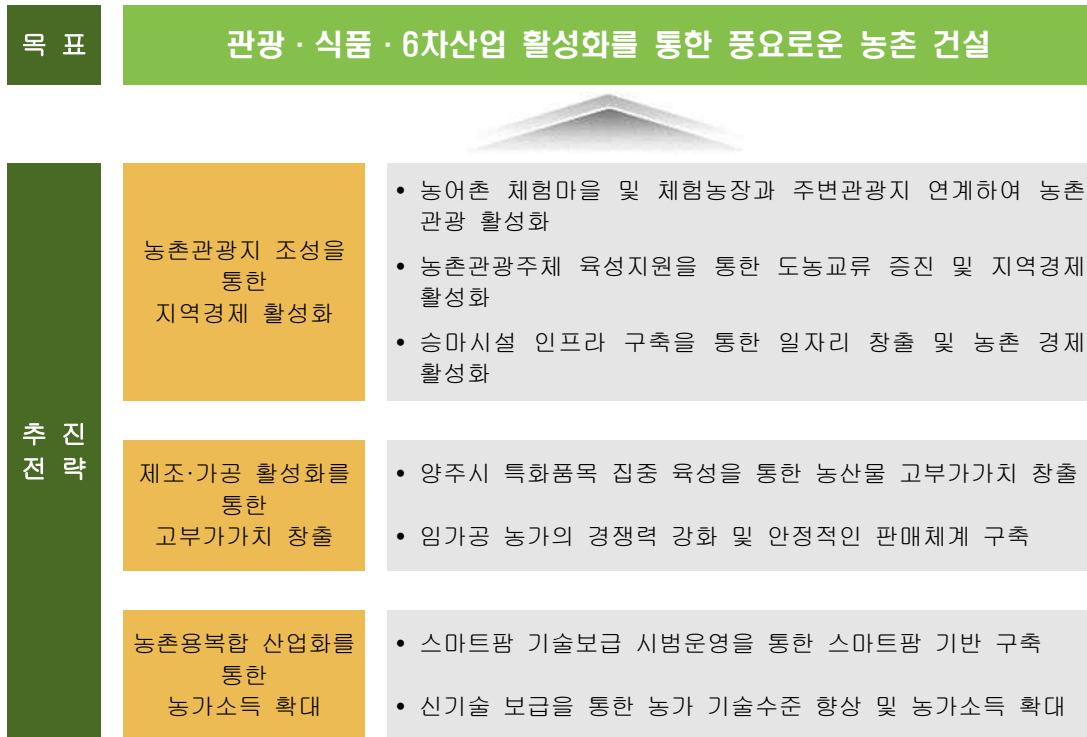 목 표
관광 · 식품 · 6차산업 활성화를 통한 풍요로운 농촌 건설
추 진
전 략
농촌관광지 조성을
통한
지역경제 활성화
• 농어촌 체험마을 및 체험농장과 주변관광지 연계하여 농촌
관광 활성화
• 농촌관광주체 육성지원을 통한 도농교류 증진 및 지역경제
활성화
• 승마시설 인프라 구축을 통한 일자리 창출 및 농촌 경제
활성화
제조·가공 활성화를
통한
고부가가치 창출
• 양주시 특화품목 집중 육성을 통한 농산물 고부가가치 창출
• 임가공 농가의 경쟁력 강화 및 안정적인 판매체계 구축
농촌용복합 산업화를
통한
농가소득 확대
• 스마트팜 기술보급 시범운영을 통한 스마트팜 기반 구축
• 신기술 보급을 통한 농가 기술수준 향상 및 농가소득 확대